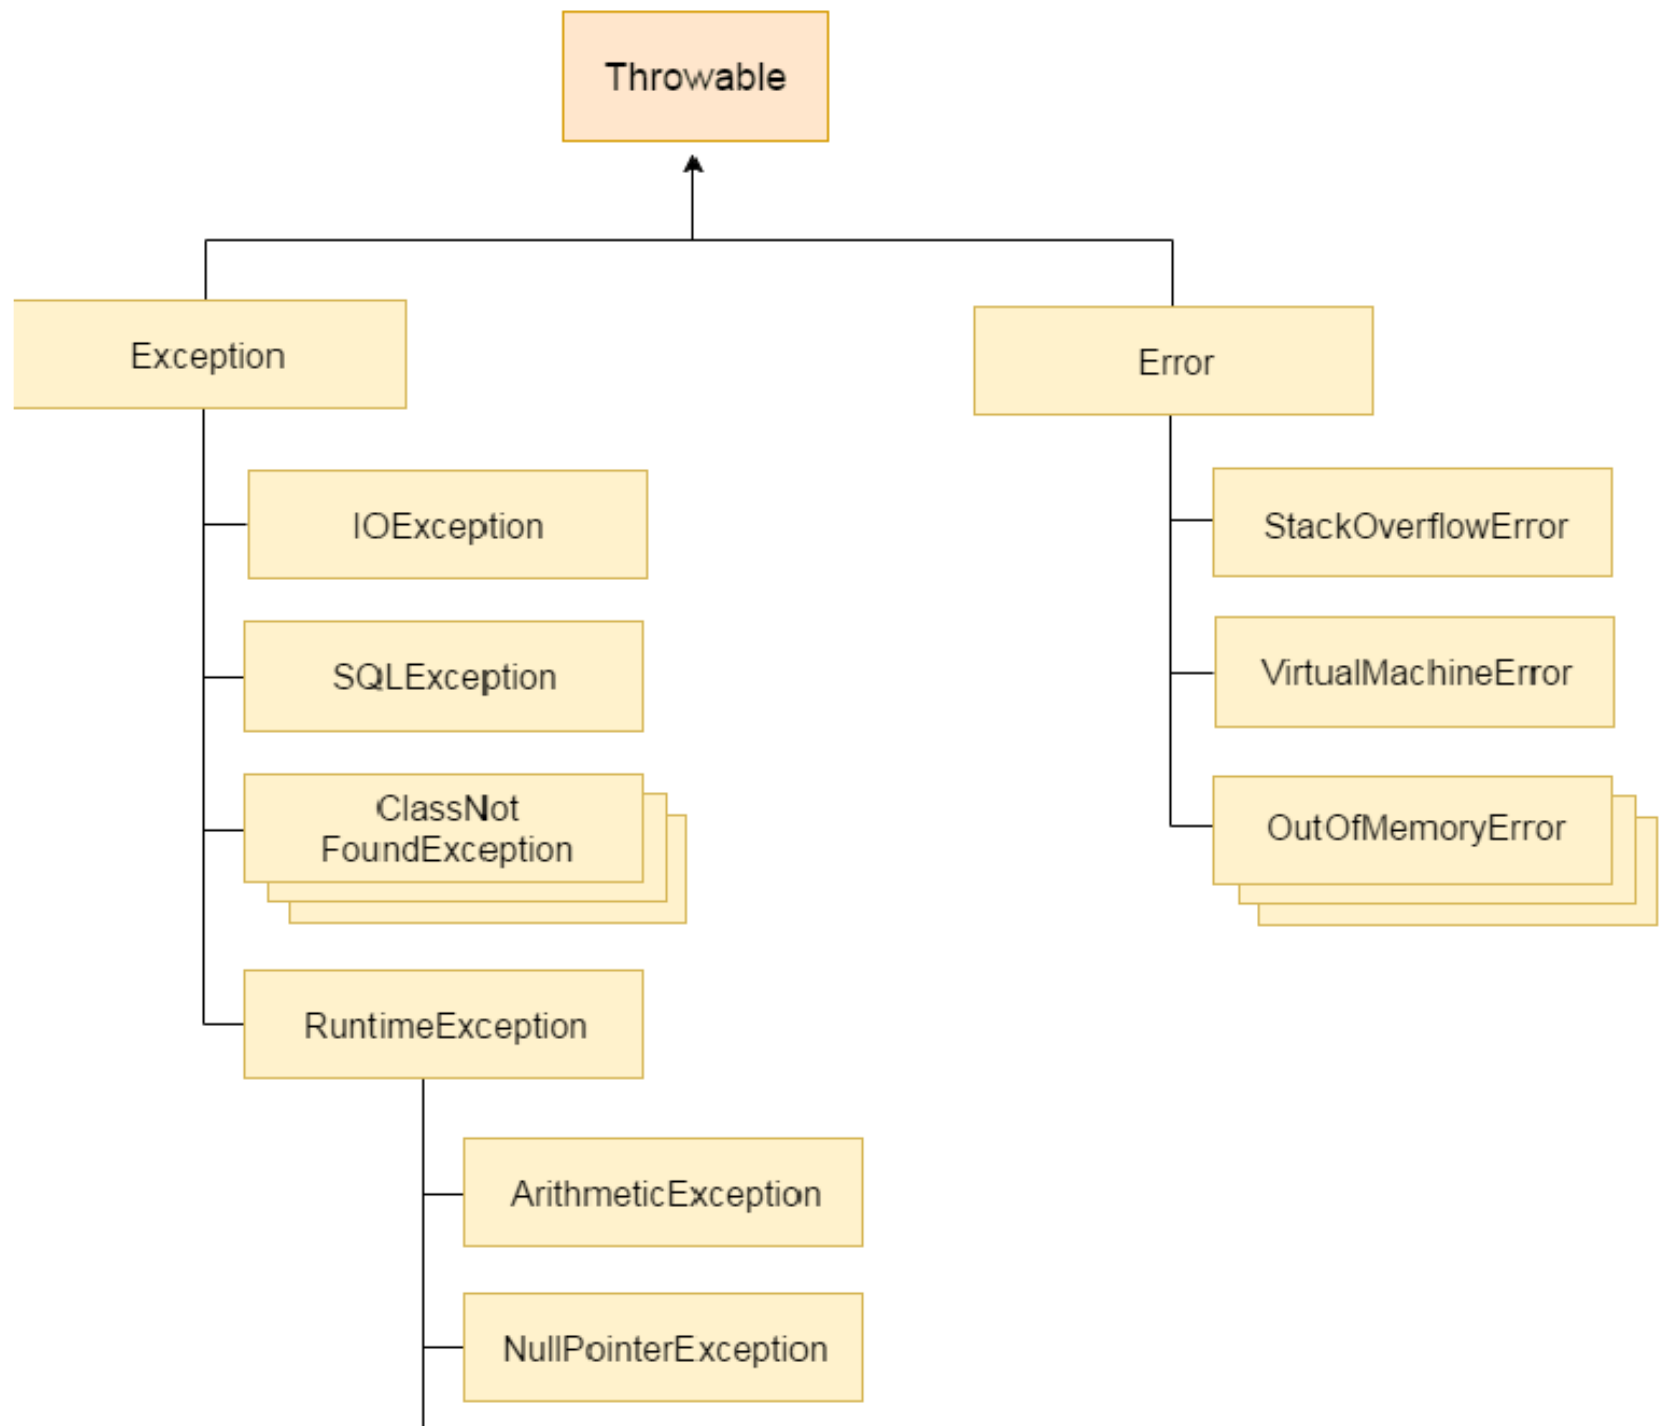 Throwable
Exception
Error
IOException
StackOverflowError
SQLException
VirtualMachineError
ClassNot
FoundException
OutOfMemoryError
RuntimeException
ArithmeticException
NullPointerException